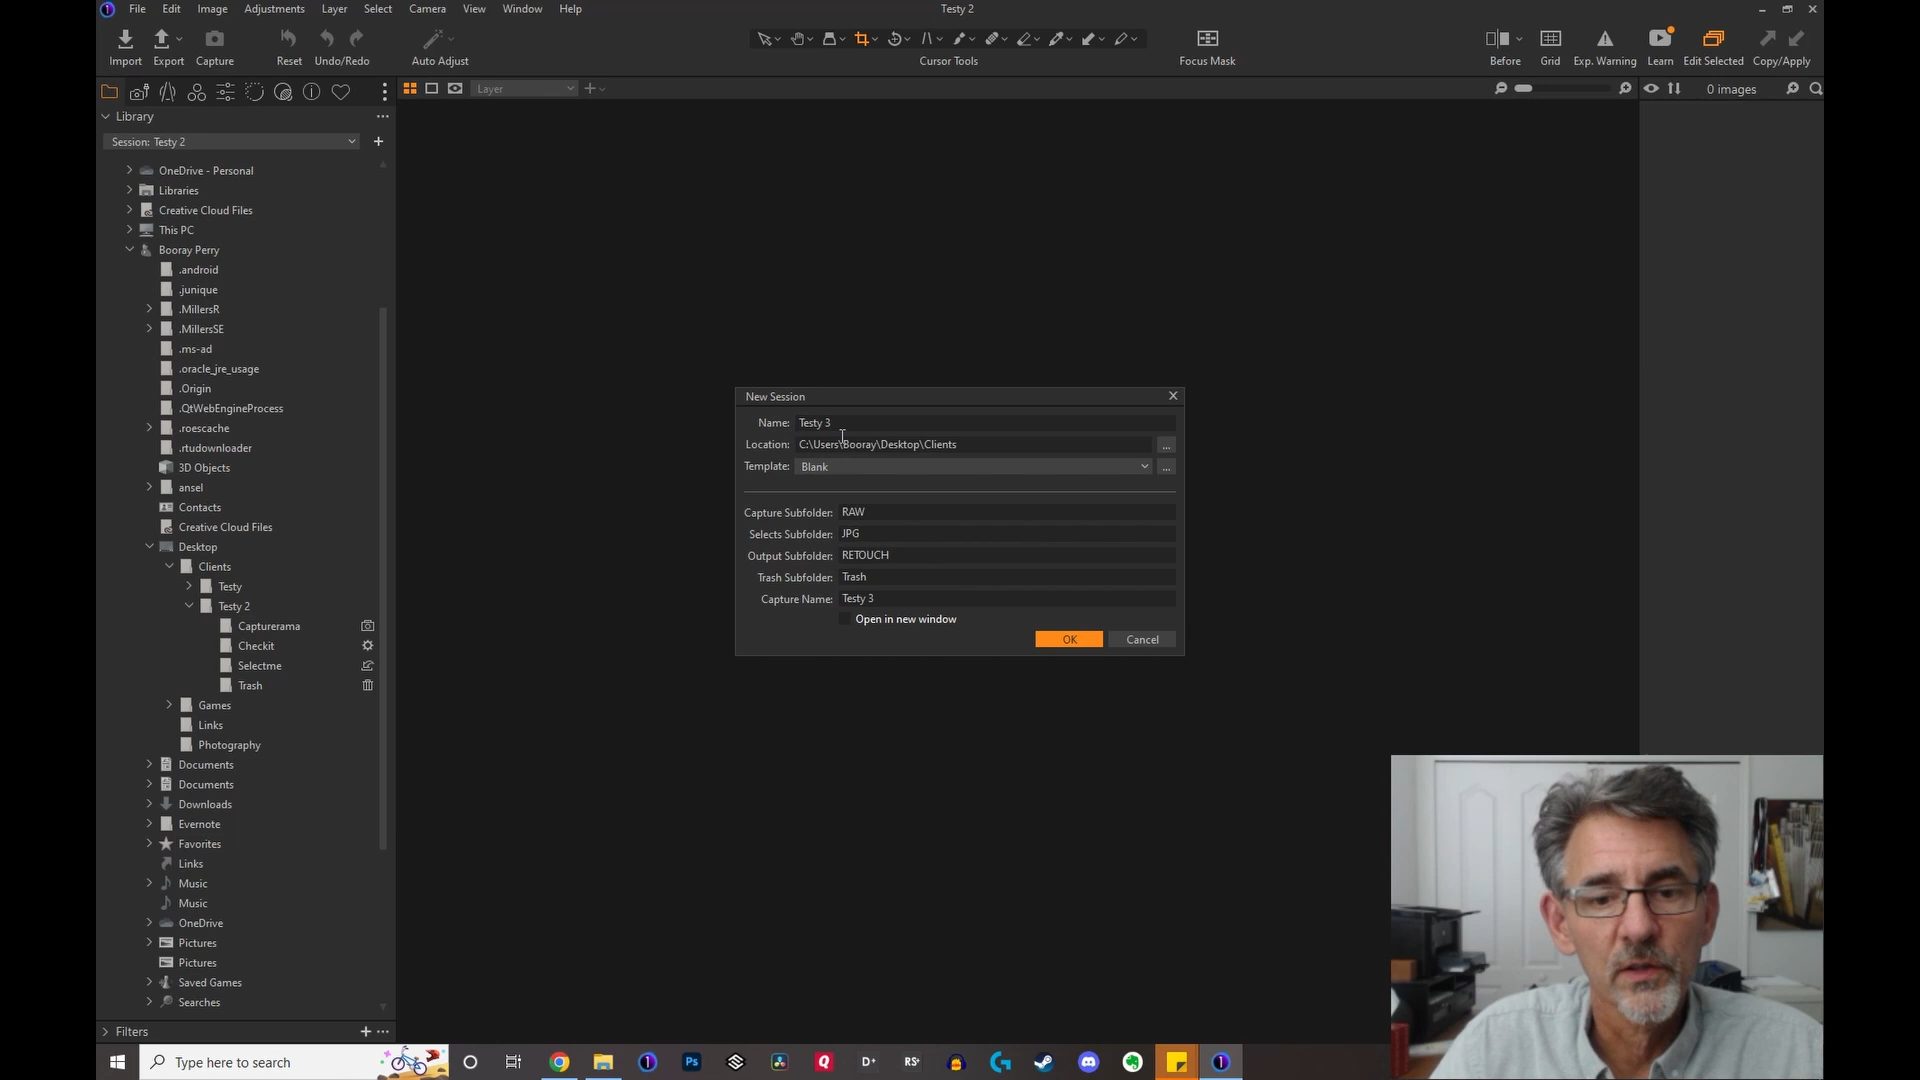 File Edit Image Adjustments Layer Select Camera View Window Help
Testy 2
Import Export Capture Reset Undo/Redo Auto Adjust
Cursor Tools
Focus Mask
Before Grid Exp. Warning Learn Edit Selected Copy/Apply
Layer
0 images
Library
Session: Testy 2
OneDrive - Personal
Libraries
Creative Cloud Files
This PC
Booray Perry
.android
.junique
.MillersR
.MillersSE
.ms-ad
.oracle_jre_usage
.Origin
.QtWebEngineProcess
.roescache
.rtudownloader
3D Objects
ansel
Contacts
Creative Cloud Files
Desktop
Clients
Testy
Testy 2
Capturerama
Checkit
Selectme
Trash
Games
Links
Photography
Documents
Documents
Downloads
Evernote
Favorites
Links
Music
Music
OneDrive
Pictures
Pictures
Saved Games
Searches
Filters
New Session
Name: Testy 3
Location: C:\Users\Booray\Desktop\Clients ...
Template: Blank ...
Capture Subfolder: RAW
Selects Subfolder: JPG
Output Subfolder: RETOUCH
Trash Subfolder: Trash
Capture Name: Testy 3
Open in new window
OK Cancel
Type here to search
Ps
Q
D+
RS+